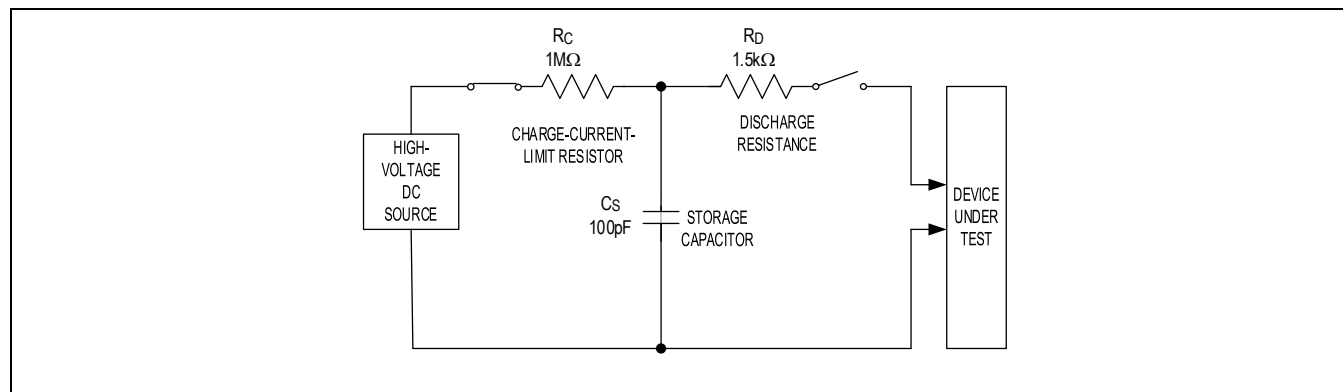 RC
1MΩ
RD
1.5kΩ
CHARGE-CURRENT-
LIMIT RESISTOR
DISCHARGE
RESISTANCE
HIGH-
VOLTAGE
DC
SOURCE
CS
100pF
STORAGE
CAPACITOR
DEVICE
UNDER
TEST